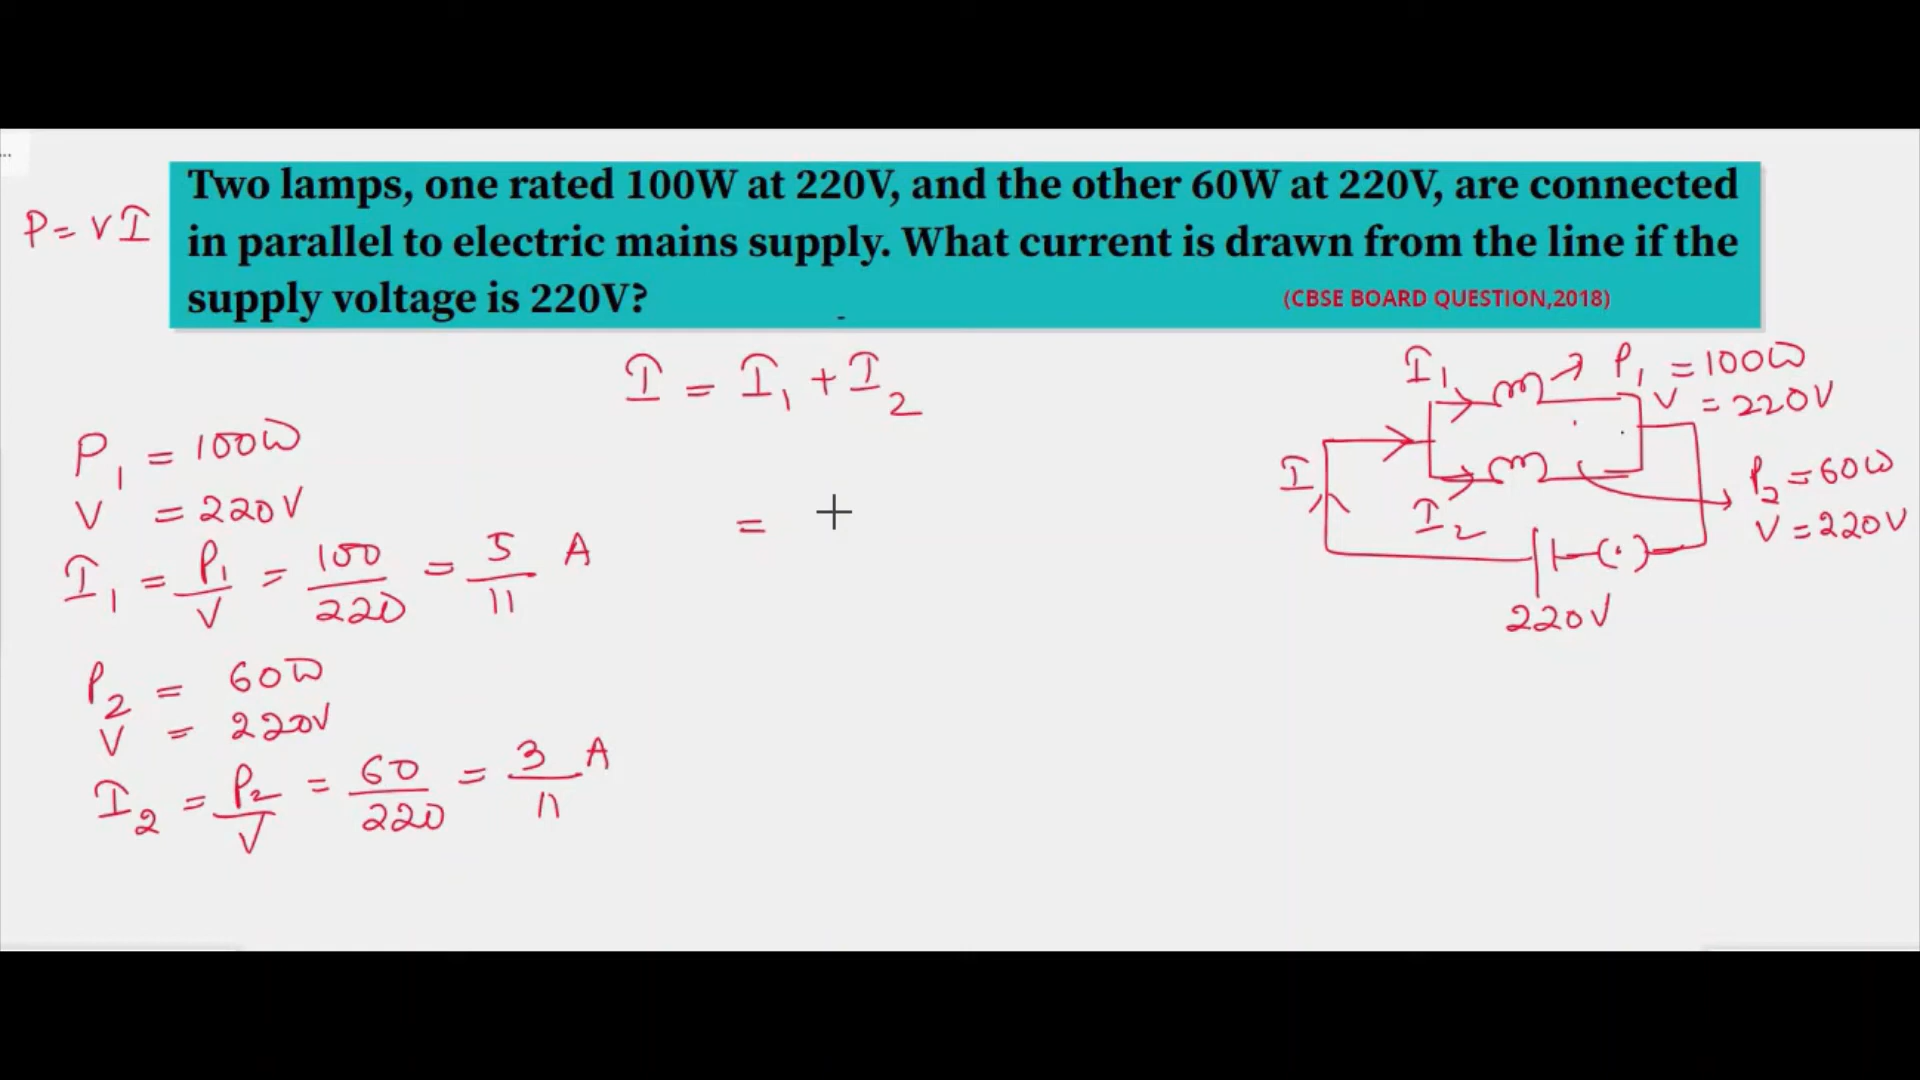 ...
Two lamps, one rated 100W at 220V, and the other 60W at 220V, are connected
in parallel to electric mains supply. What current is drawn from the line if the
supply voltage is 220V?
(CBSE BOARD QUESTION,2018)
P = VI
I = I₁ + I₂
=
P₁ = 100W
V = 220V
I₁ = P₁/V = 100/220 = 5/11 A
P₂ = 60W
V = 220V
I₂ = P₂/V = 60/220 = 3/11 A
I₁
P₁ = 100W
V = 220V
I
I₂
P₂ = 60W
V = 220V
220V